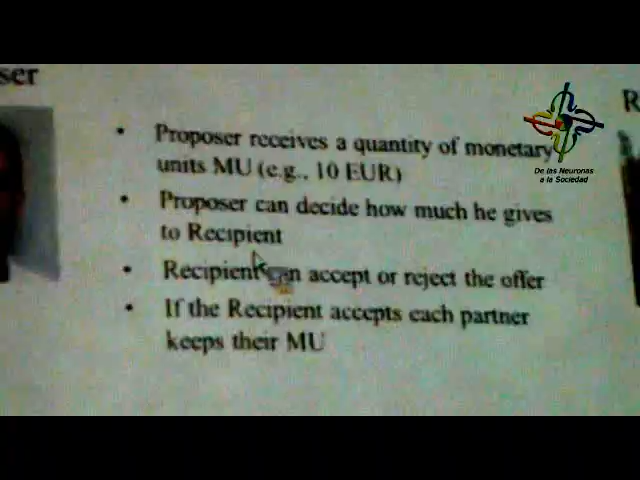 ser
R
De las Neuronas
a la Sociedad
• Proposer receives a quantity of monetary
units MU (e.g., 10 EUR)
• Proposer can decide how much he gives
to Recipient
• Recipient can accept or reject the offer
• If the Recipient accepts each partner
keeps their MU